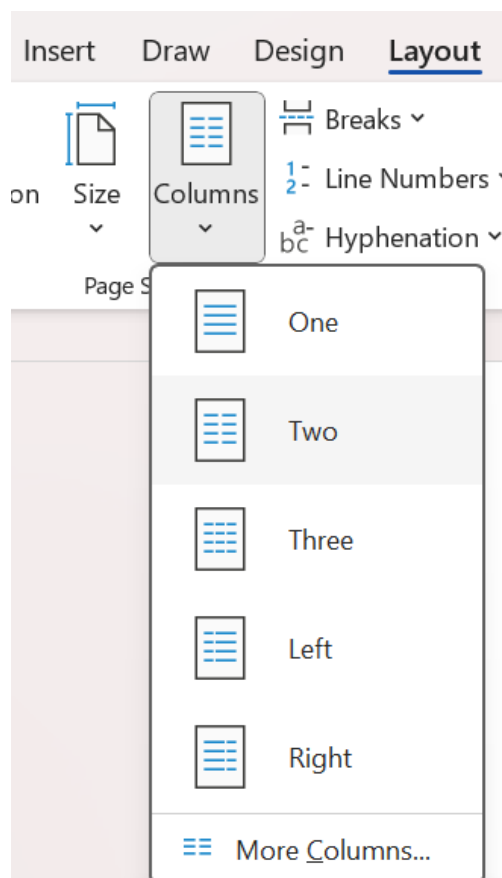 Insert Draw Design Layout
Breaks
on Size Columns Line Numbers
Hyphenation
Page S
One
Two
Three
Left
Right
More Columns...